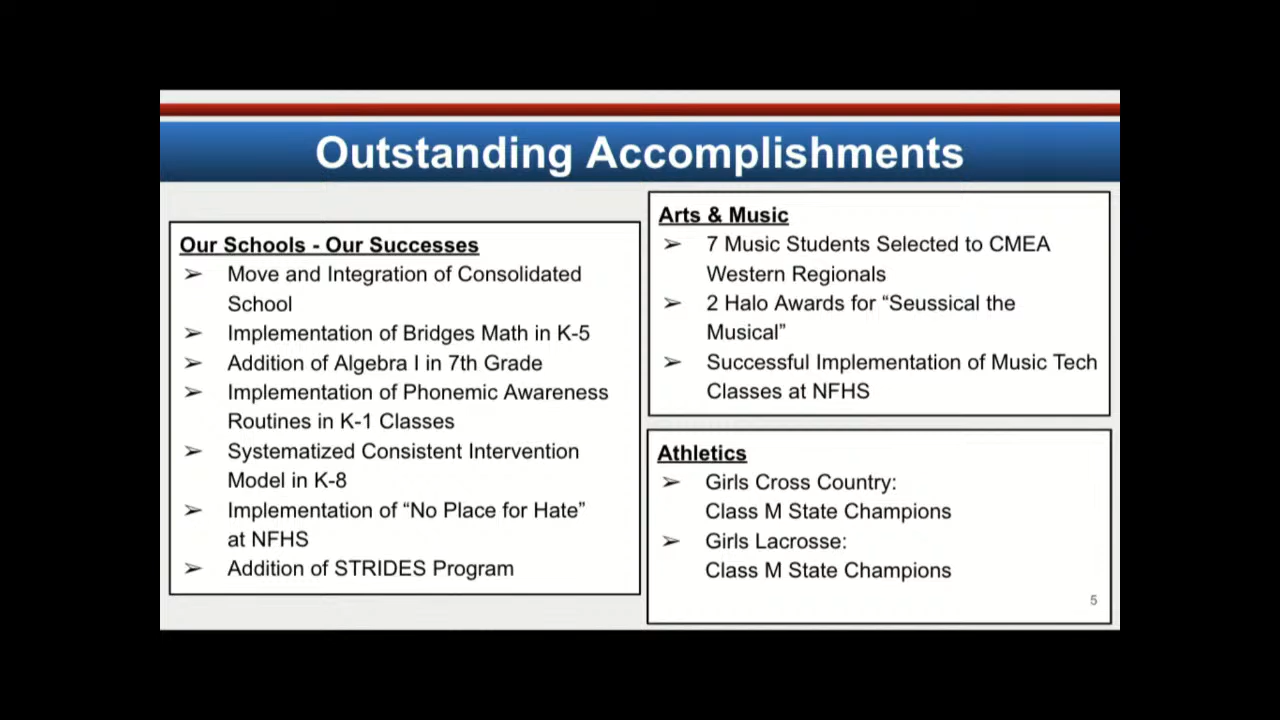 Outstanding Accomplishments
Our Schools - Our Successes
➢ Move and Integration of Consolidated
School
➢ Implementation of Bridges Math in K-5
➢ Addition of Algebra I in 7th Grade
➢ Implementation of Phonemic Awareness
Routines in K-1 Classes
➢ Systematized Consistent Intervention
Model in K-8
➢ Implementation of “No Place for Hate”
at NFHS
➢ Addition of STRIDES Program
Arts & Music
➢ 7 Music Students Selected to CMEA
Western Regionals
➢ 2 Halo Awards for “Seussical the
Musical”
➢ Successful Implementation of Music Tech
Classes at NFHS
Athletics
➢ Girls Cross Country:
Class M State Champions
➢ Girls Lacrosse:
Class M State Champions
5